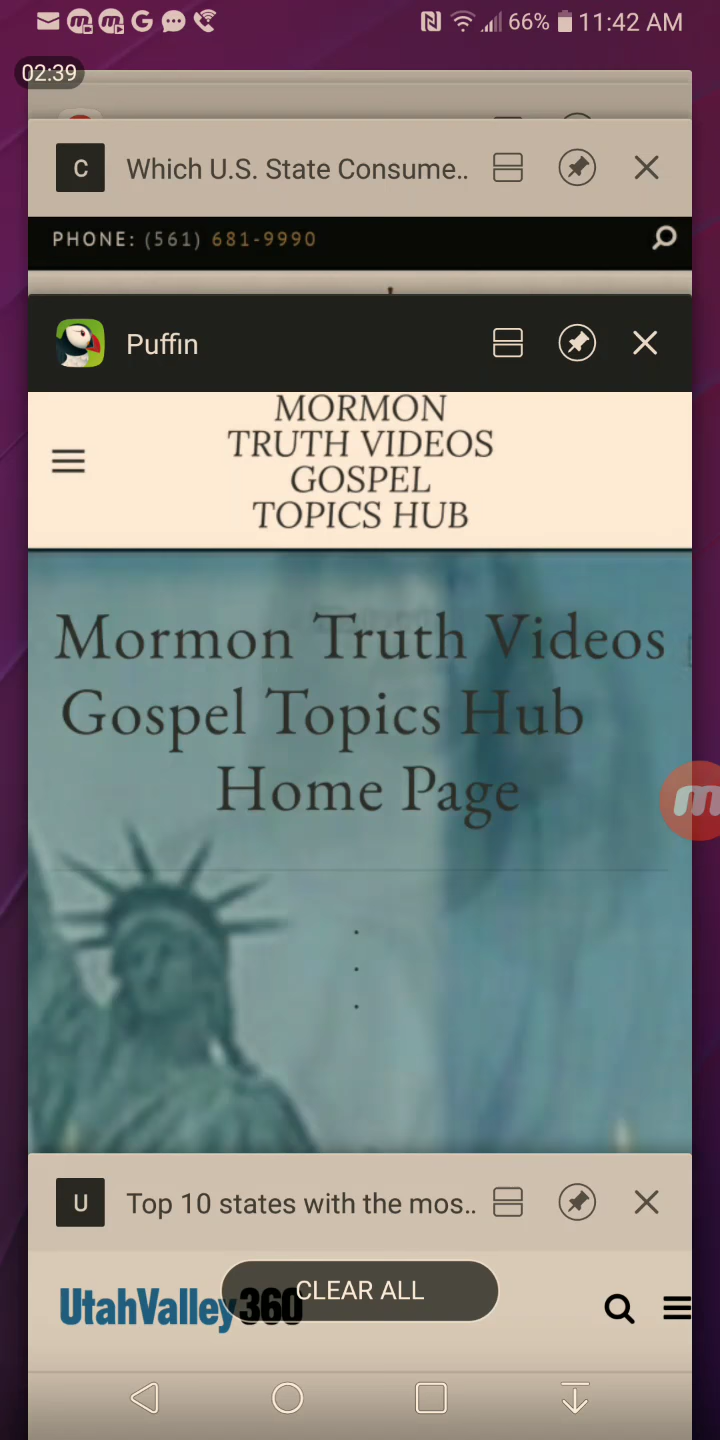 66% 11:42 AM
02:39
C Which U.S. State Consume..
PHONE: (561) 681-9990
Puffin
MORMON
TRUTH VIDEOS
GOSPEL
TOPICS HUB
Mormon Truth Videos
Gospel Topics Hub
Home Page
U Top 10 states with the mos..
UtahValley360
CLEAR ALL